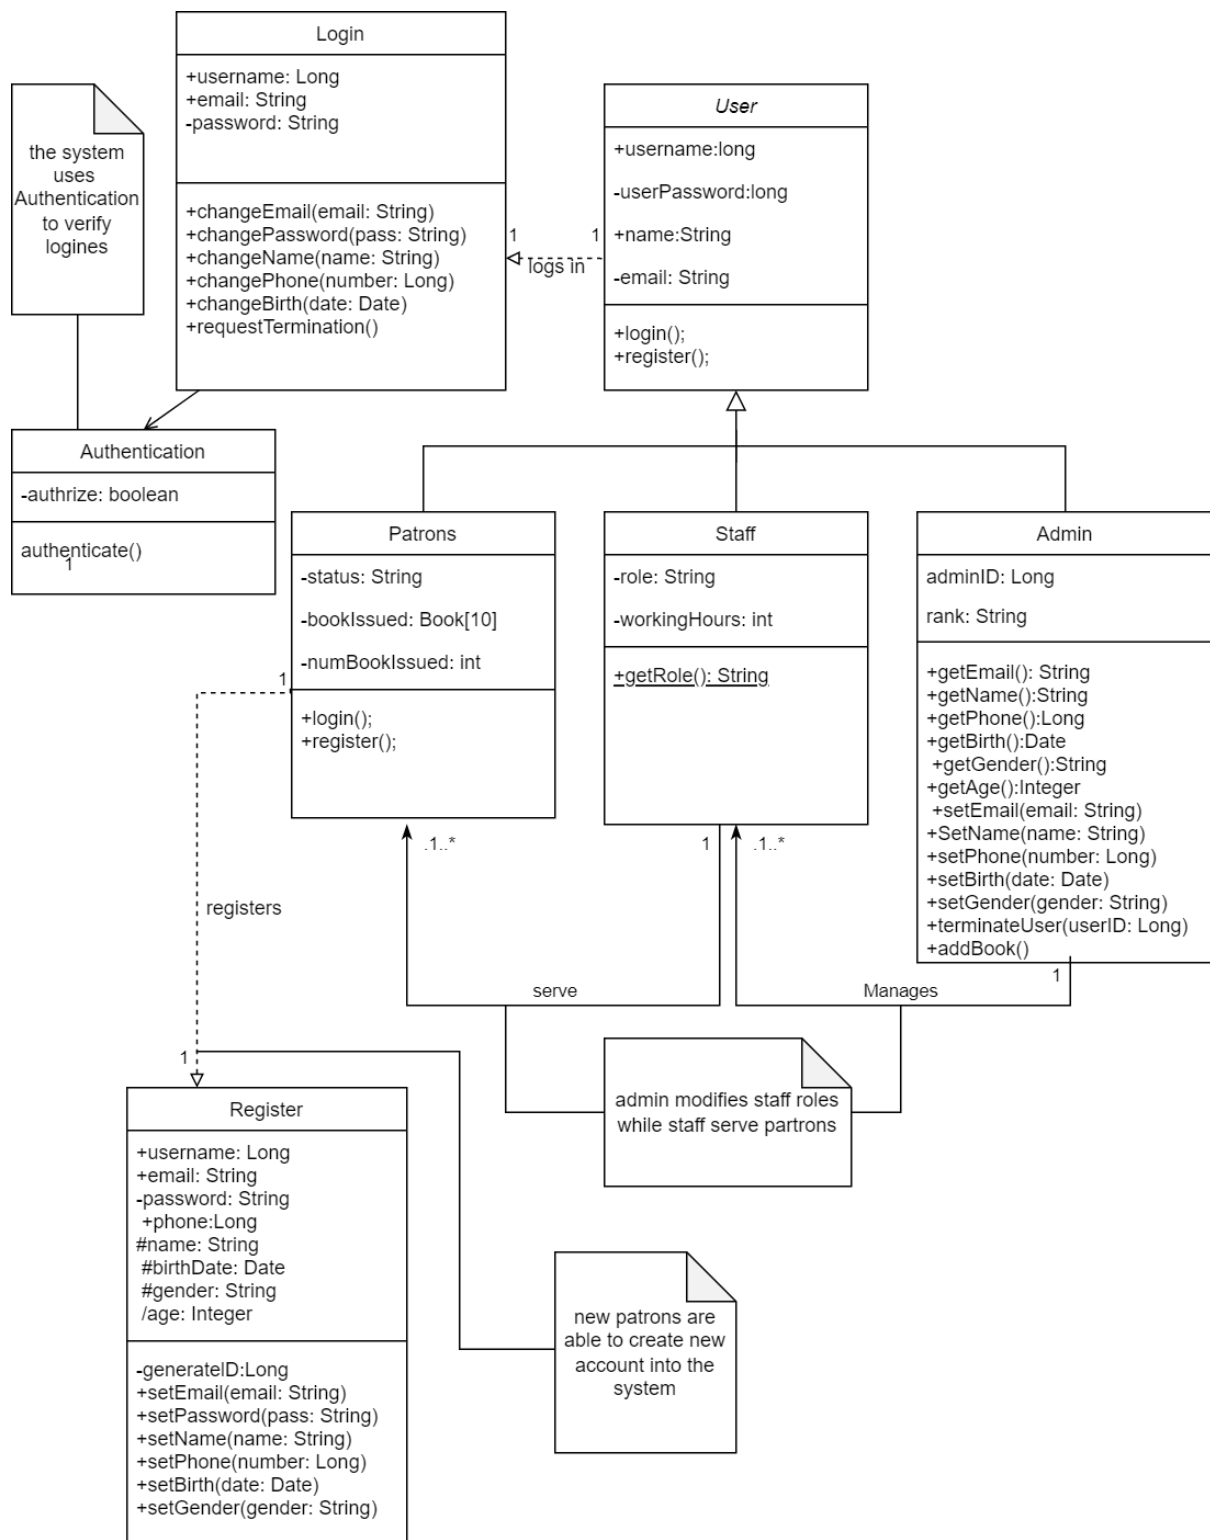 Login
+username: Long
+email: String
-password: String
+changeEmail(email: String)
+changePassword(pass: String)
+changeName(name: String)
+changePhone(number: Long)
+changeBirth(date: Date)
+requestTermination()
the system
uses
Authentication
to verify
logines
User
+username:long
-userPassword:long
+name:String
-email: String
+login();
+register();
1
1
logs in
Authentication
-authrize: boolean
authenticate()
1
Patrons
-status: String
-bookIssued: Book[10]
-numBookIssued: int
+login();
+register();
Staff
-role: String
-workingHours: int
+getRole(): String
Admin
adminID: Long
rank: String
+getEmail(): String
+getName():String
+getPhone():Long
+getBirth():Date
+getGender():String
+getAge():Integer
+setEmail(email: String)
+SetName(name: String)
+setPhone(number: Long)
+setBirth(date: Date)
+setGender(gender: String)
+terminateUser(userID: Long)
+addBook()
1
.1..*
1
.1..*
1
registers
serve
Manages
1
admin modifies staff roles
while staff serve partrons
Register
+username: Long
+email: String
-password: String
+phone:Long
#name: String
#birthDate: Date
#gender: String
/age: Integer
-generateID:Long
+setEmail(email: String)
+setPassword(pass: String)
+setName(name: String)
+setPhone(number: Long)
+setBirth(date: Date)
+setGender(gender: String)
new patrons are
able to create new
account into the
system